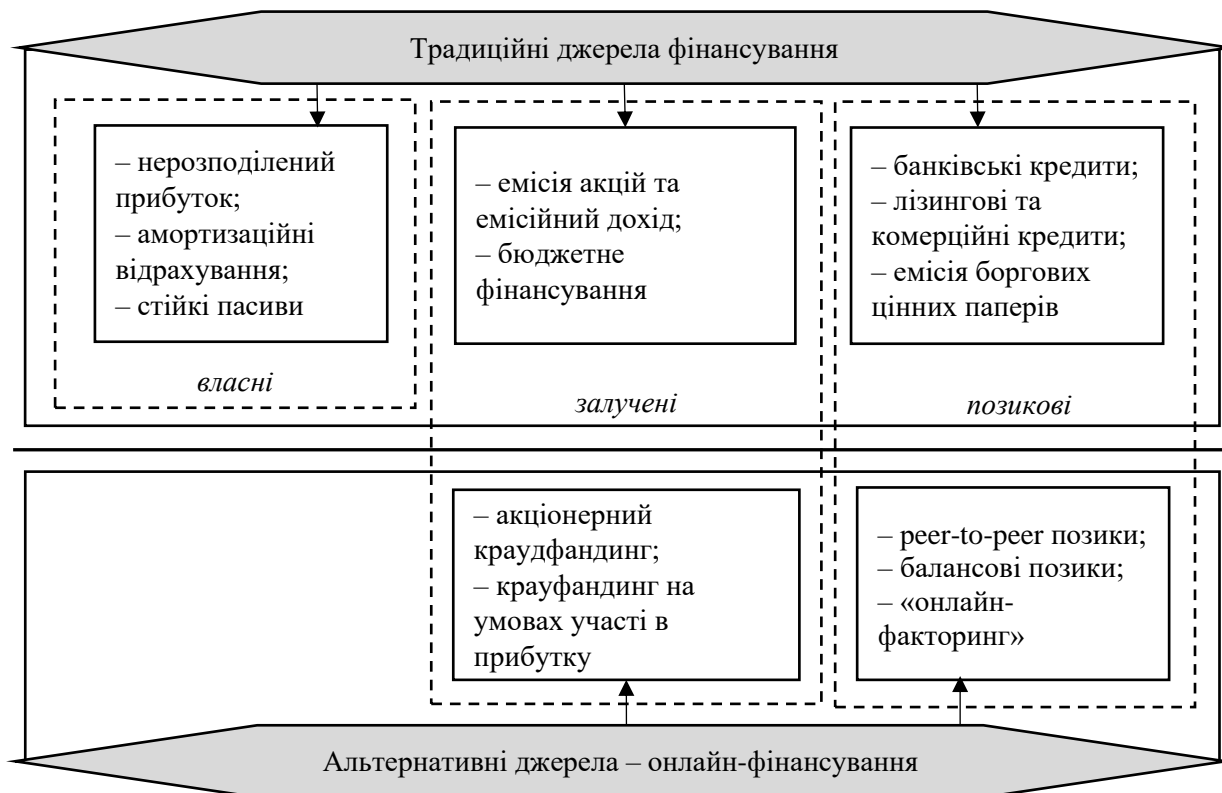 Традиційні джерела фінансування
– нерозподілений
прибуток;
– амортизаційні
відрахування;
– стійкі пасиви
власні
– емісія акцій та
емісійний дохід;
– бюджетне
фінансування
залучені
– банківські кредити;
– лізингові та
комерційні кредити;
– емісія боргових
цінних паперів
позикові
– акціонерний
краудфандинг;
– крауфандинг на
умовах участі в
прибутку
– peer-to-peer позики;
– балансові позики;
– «онлайн-
факторинг»
Альтернативні джерела – онлайн-фінансування